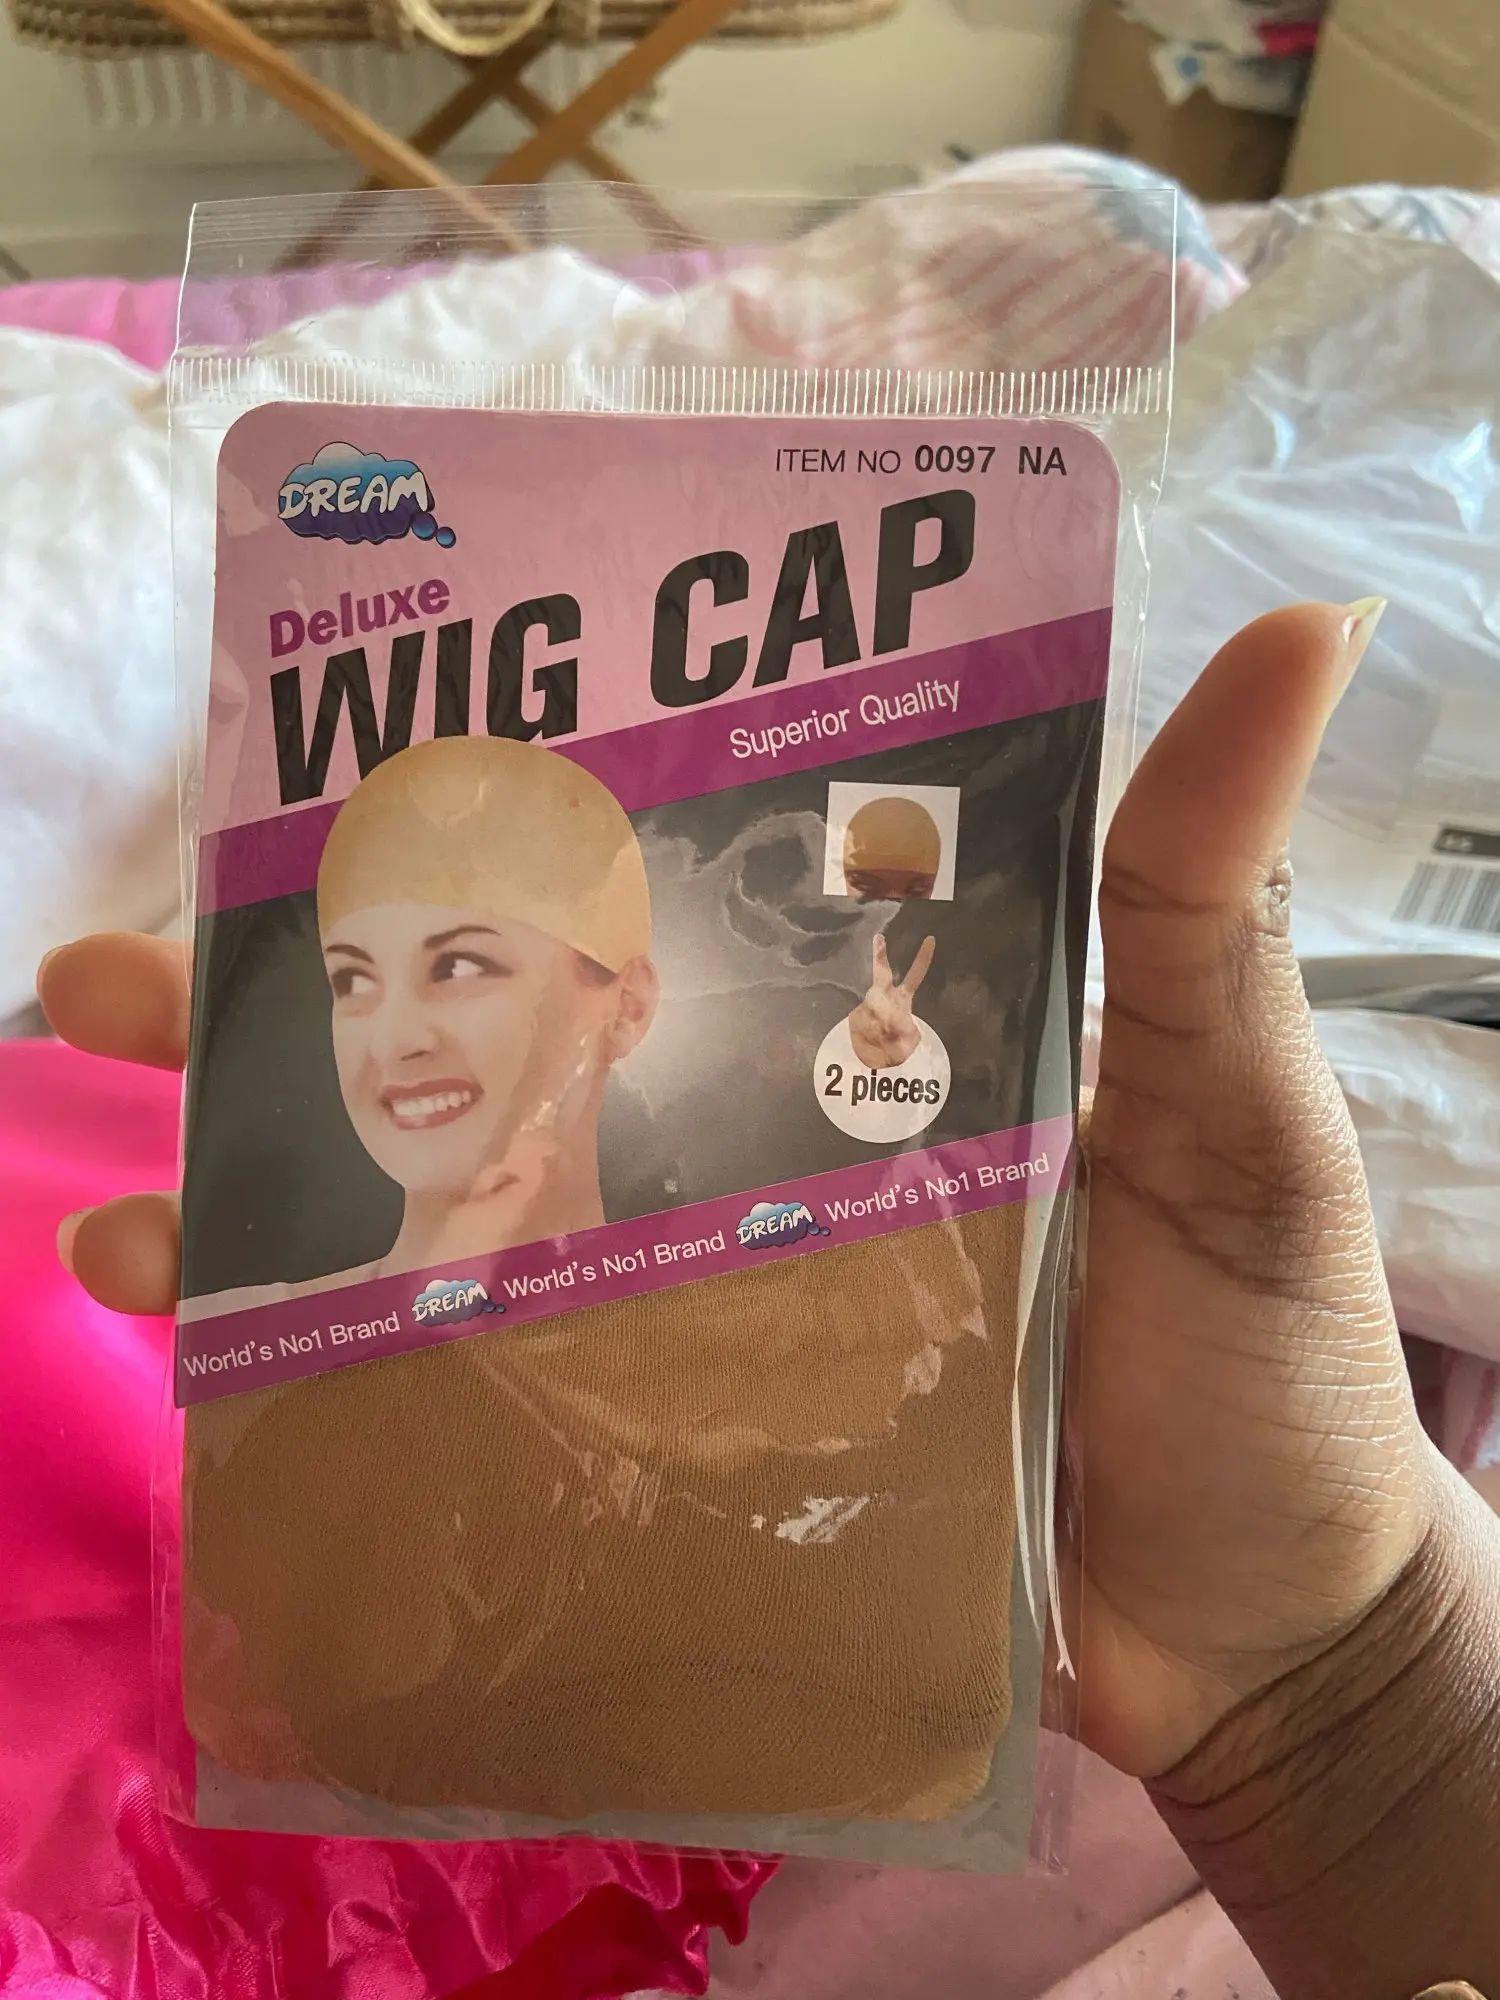 DREAM
ITEM NO 0097 NA
Deluxe
WIG CAP
Superior Quality
2 pieces
World's No1 Brand DREAM World's No1 Brand DREAM World's No1 Brand